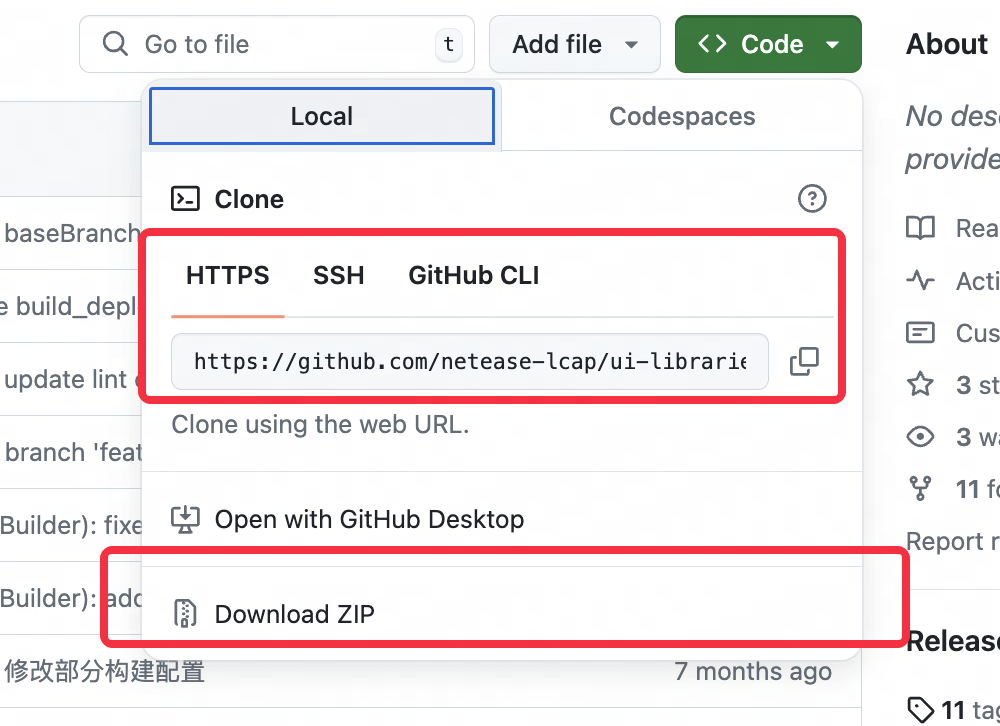 Go to file t Add file Code About
Local Codespaces
No des
provide
Clone
baseBranch
HTTPS SSH GitHub CLI
Rea
Acti
e build_depl
Cus
https://github.com/netease-lcap/ui-librarie
update lint
3 st
Clone using the web URL.
3 wa
branch 'feat
11 fo
Open with GitHub Desktop
Builder): fixe
Report r
Builder): add
Download ZIP
Release
修改部分构建配置 7 months ago
11 tag